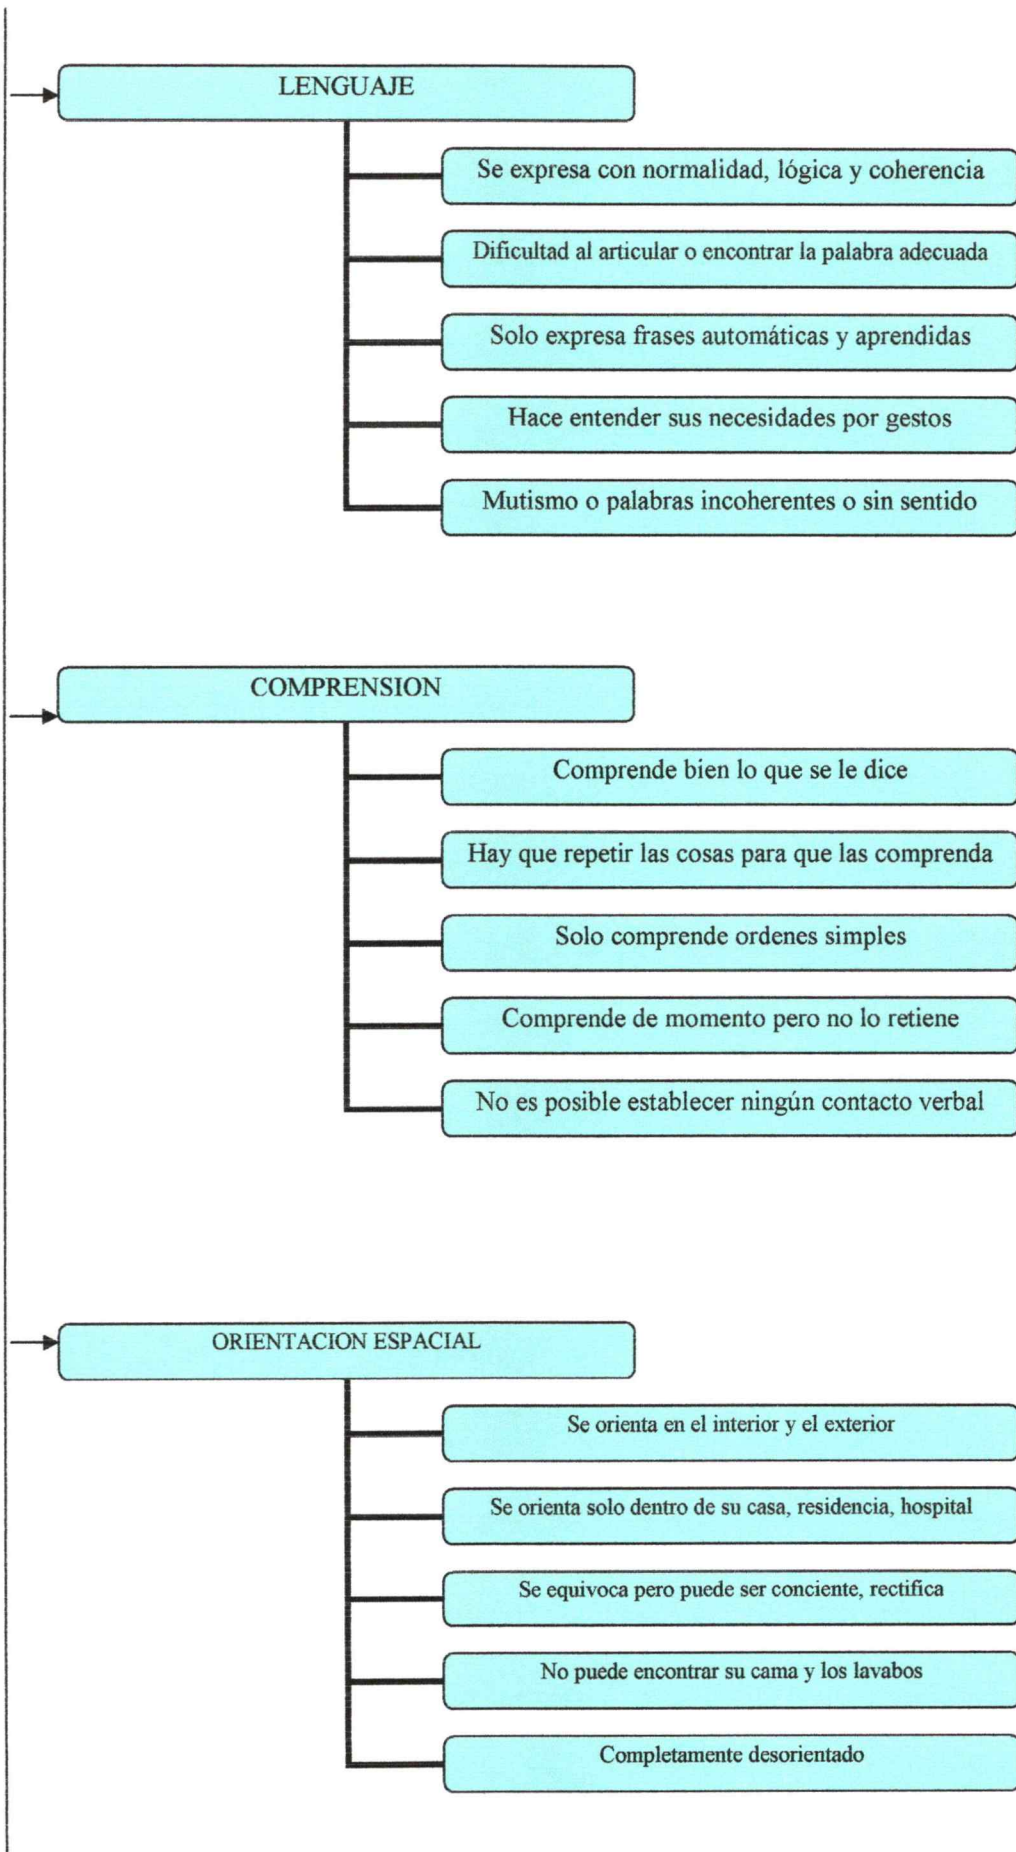 LENGUAJE
Se expresa con normalidad, lógica y coherencia
Dificultad al articular o encontrar la palabra adecuada
Solo expresa frases automáticas y aprendidas
Hace entender sus necesidades por gestos
Mutismo o palabras incoherentes o sin sentido
COMPRENSION
Comprende bien lo que se le dice
Hay que repetir las cosas para que las comprenda
Solo comprende ordenes simples
Comprende de momento pero no lo retiene
No es posible establecer ningún contacto verbal
ORIENTACION ESPACIAL
Se orienta en el interior y el exterior
Se orienta solo dentro de su casa, residencia, hospital
Se equivoca pero puede ser conciente, rectifica
No puede encontrar su cama y los lavabos
Completamente desorientado